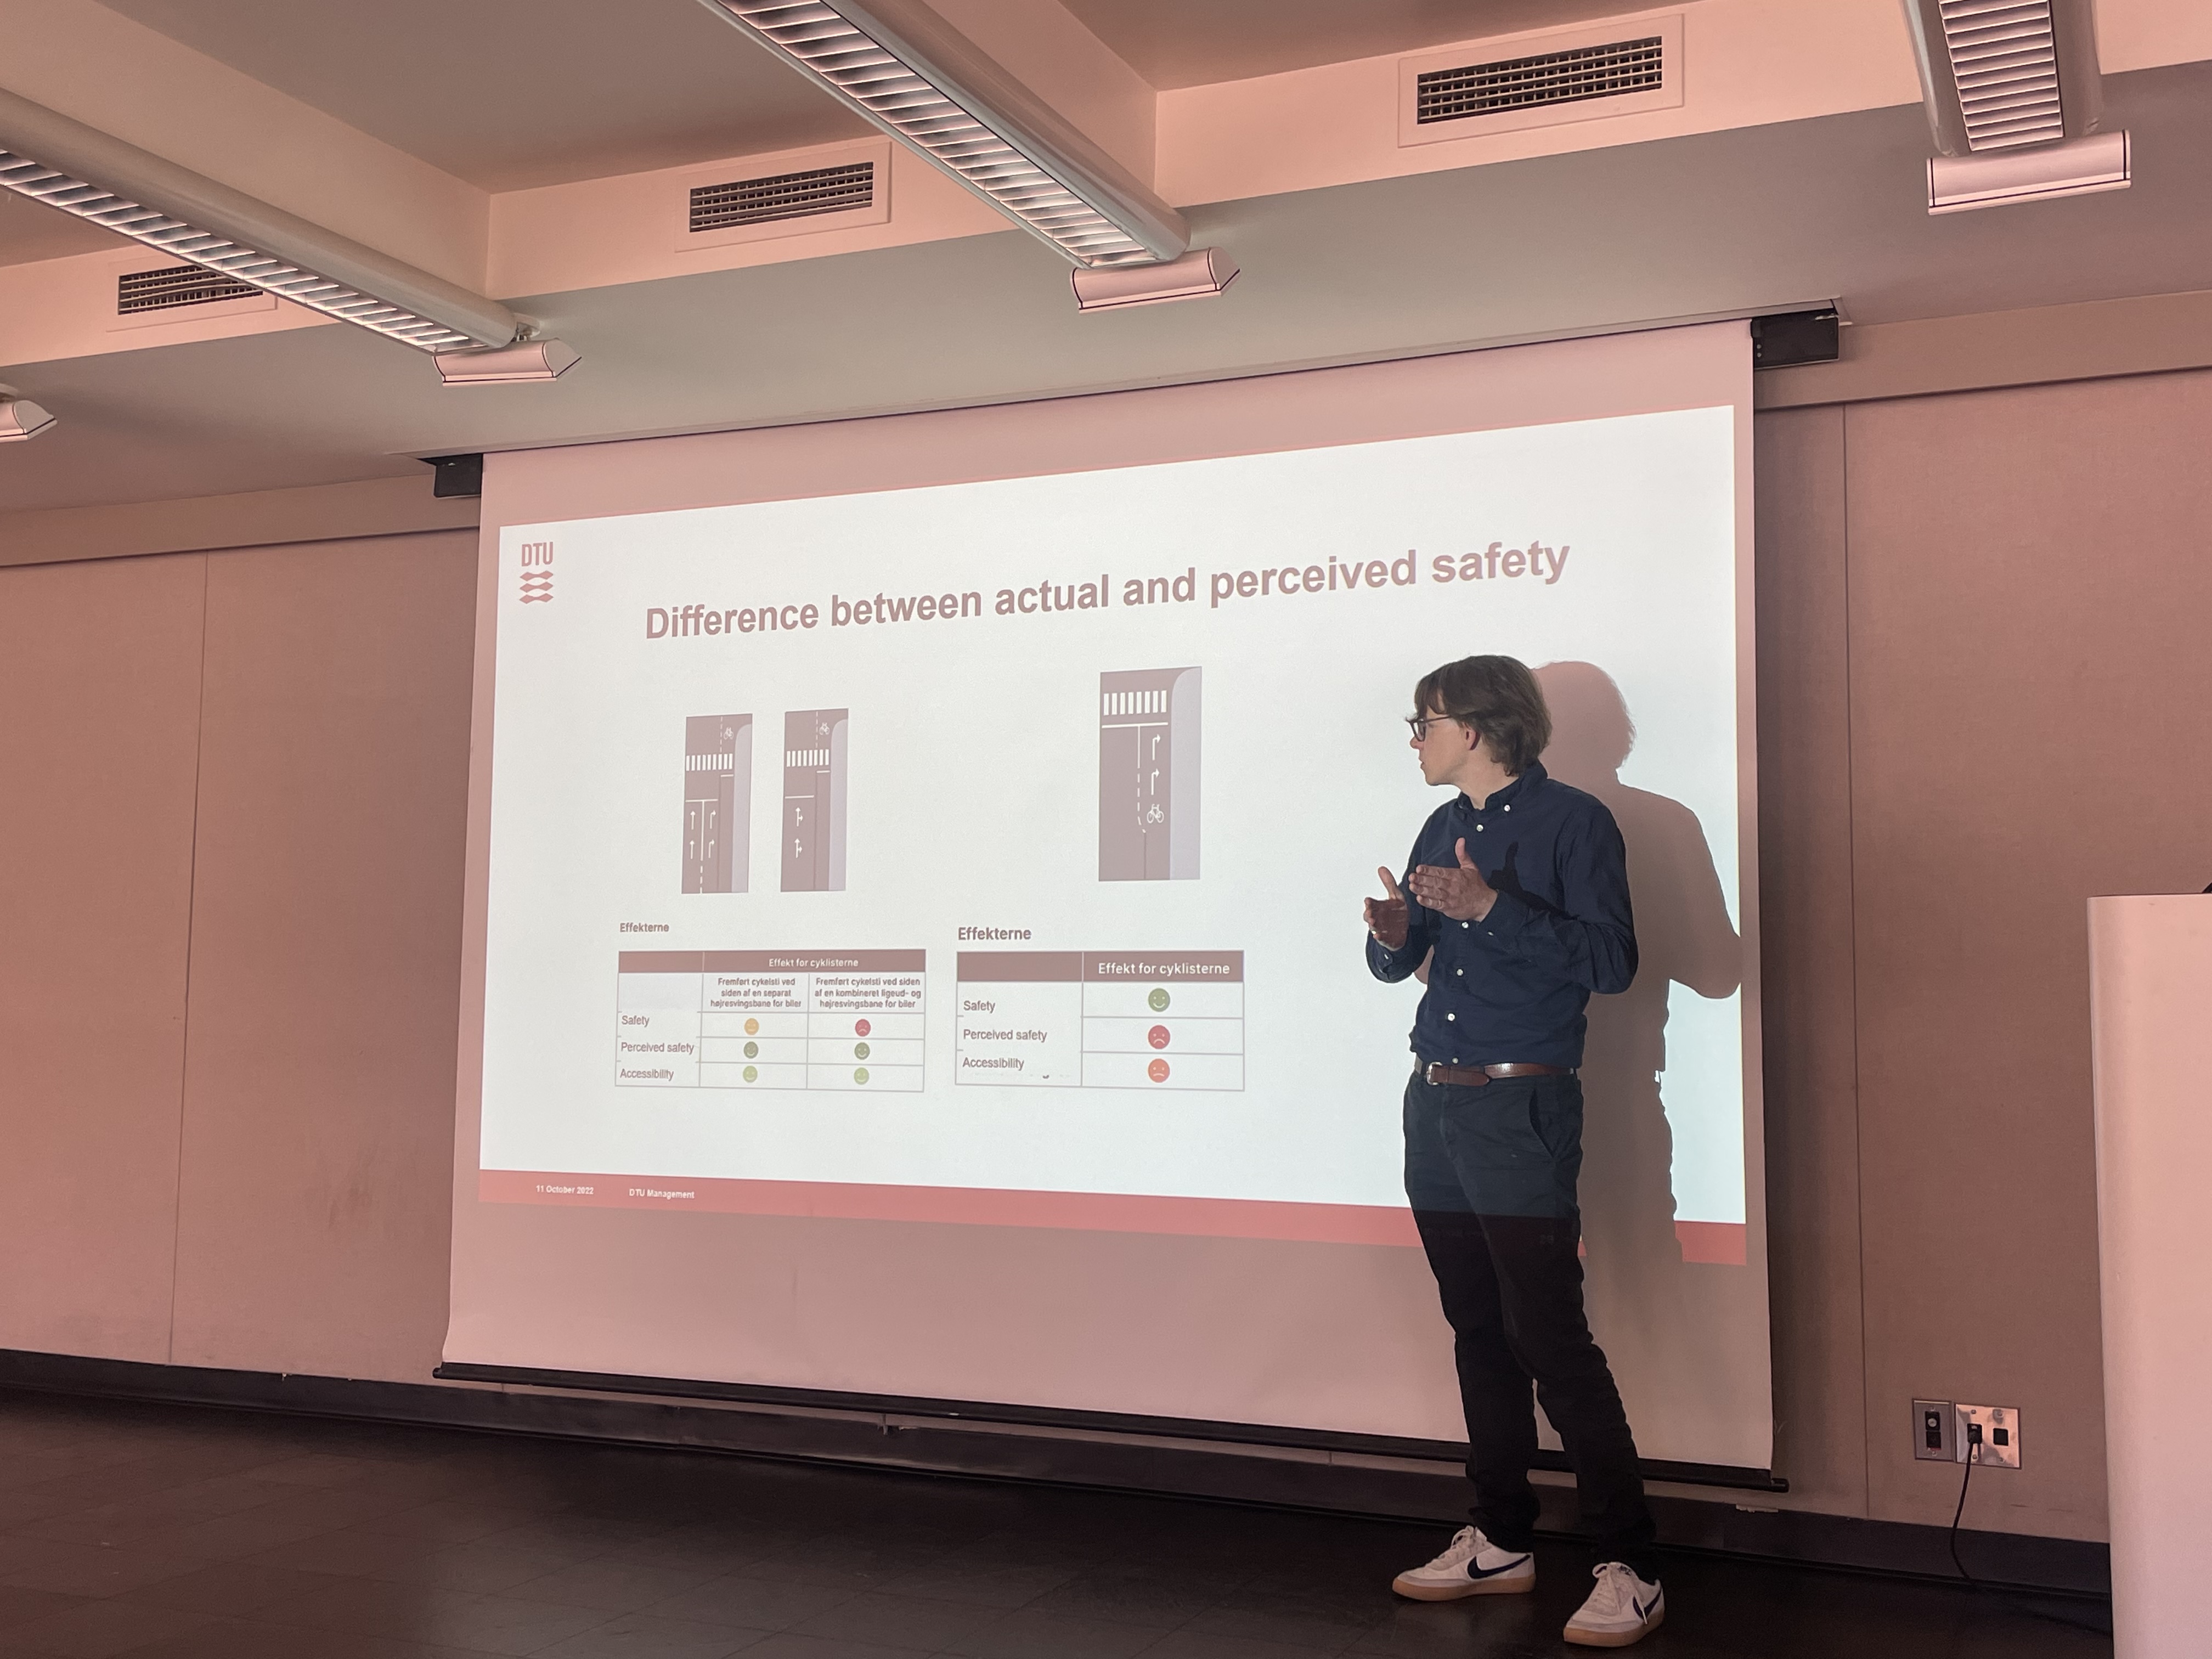 DTU
Difference between actual and perceived safety
Effekterne
Effekt for cyklisterne
Fremført cykelsti ved
siden af en separat
højresvingsbane for biler
Fremført cykelsti ved siden
af en kombineret ligeud- og
højresvingsbane for biler
Safety
Perceived safety
Accessibility
Effekterne
Effekt for cyklisterne
Safety
Perceived safety
Accessibility
11 October 2022
DTU Management